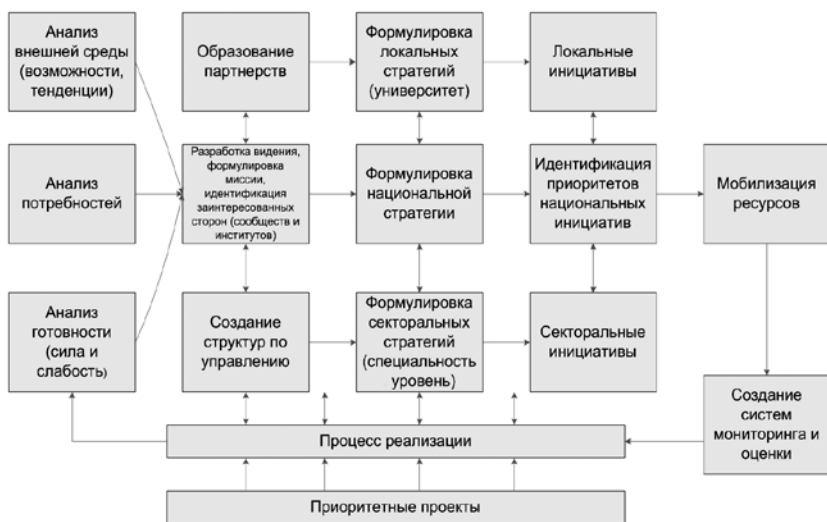 Анализ
внешней среды
(возможности,
тенденции)
Образование
партнерств
Формулировка
локальных
стратегий
(университет)
Локальные
инициативы
Анализ
потребностей
Разработка видения,
формулировка
миссии,
идентификация
заинтересованных
сторон (сообществ и
институтов)
Формулировка
национальной
стратегии
Идентификация
приоритетов
национальных
инициатив
Мобилизация
ресурсов
Анализ
готовности
(сила и
слабость)
Создание
структур по
управлению
Формулировка
секторальных
стратегий
(специальность
уровень)
Секторальные
инициативы
Создание
систем
мониторинга и
оценки
Процесс реализации
Приоритетные проекты